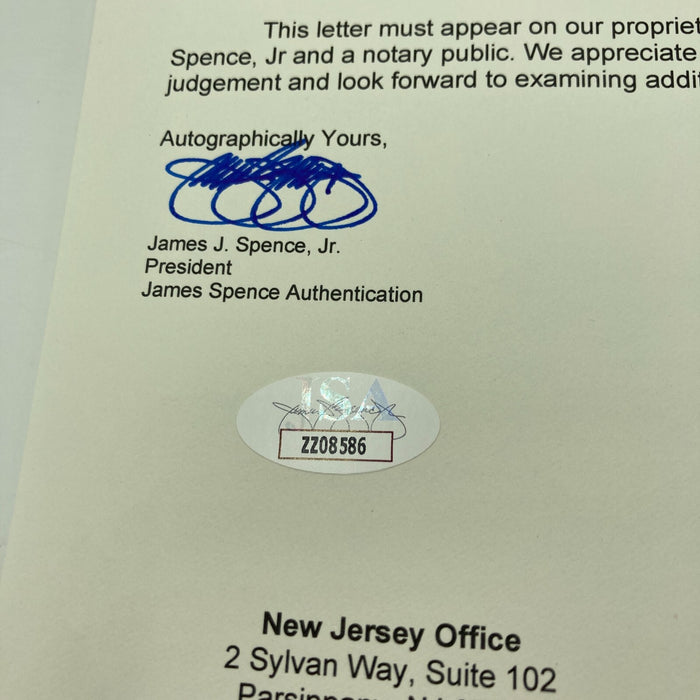 This letter must appear on our propriet
Spence, Jr and a notary public. We appreciate
judgement and look forward to examining addit
Autographically Yours,
James J. Spence, Jr.
President
James Spence Authentication
JSA
ZZ08586
New Jersey Office
2 Sylvan Way, Suite 102